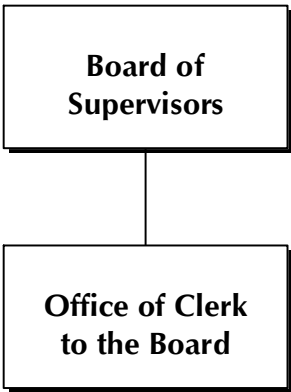 Board of
Supervisors
Office of Clerk
to the Board